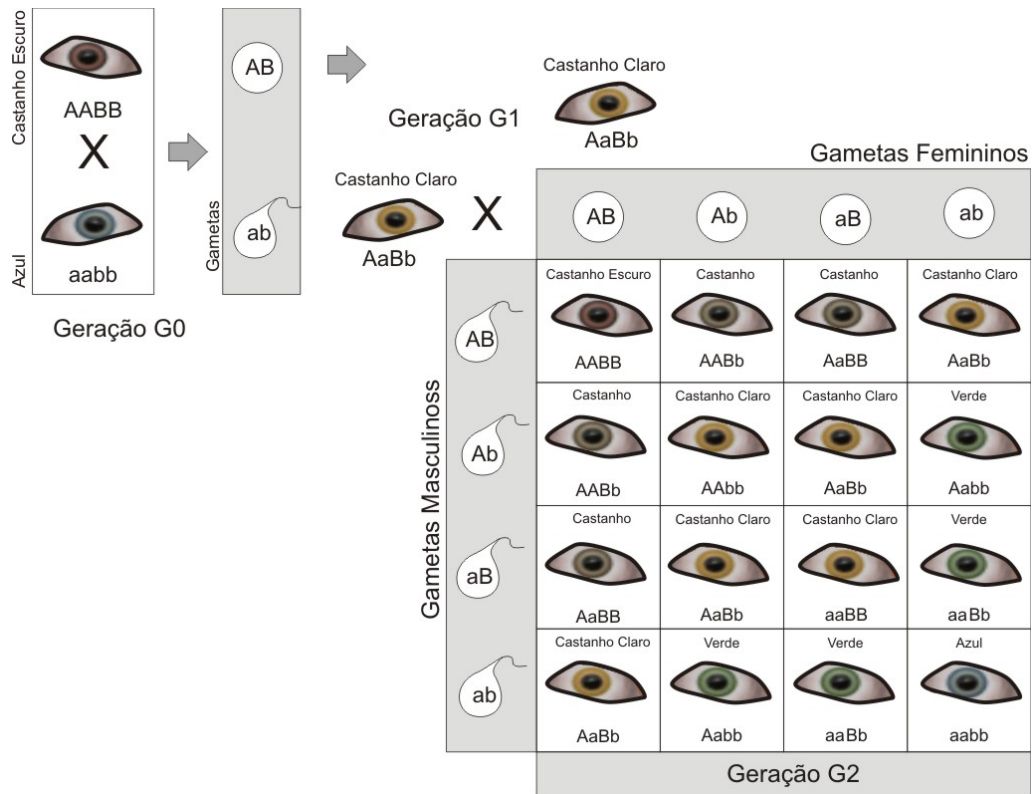 Castanho Escuro
AABB
X
Azul
aabb
Geração G0
Gametas
AB
ab
Geração G1
Castanho Claro
AaBb
Castanho Claro
AaBb
X
Gametas Femininos
AB Ab aB ab
Gametas Masculinoss
AB
Castanho Escuro Castanho Castanho Castanho Claro
AABB AABb AaBB AaBb
Ab
Castanho Castanho Claro Castanho Claro Verde
AABb AAbb AaBb Aabb
aB
Castanho Castanho Claro Castanho Claro Verde
AaBB AaBb aaBB aaBb
ab
Castanho Claro Verde Verde Azul
AaBb Aabb aaBb aabb
Geração G2